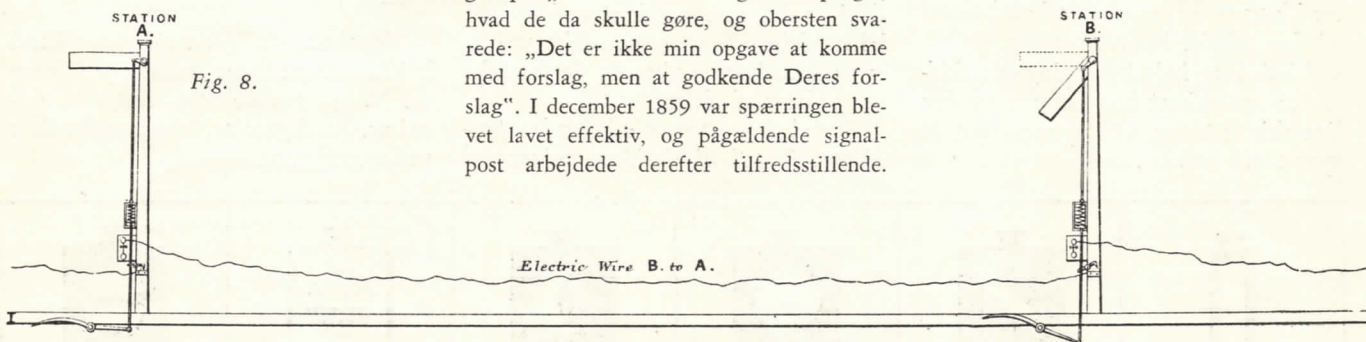 STATION
A.
Fig. 8.
hvad de da skulle gøre, og obersten sva-
rede: „Det er ikke min opgave at komme
med forslag, men at godkende Deres for-
slag“. I december 1859 var spærringen ble-
vet lavet effektiv, og pågældende signal-
post arbejdede derefter tilfredsstillende.
STATION
B.
Electric Wire B. to A.